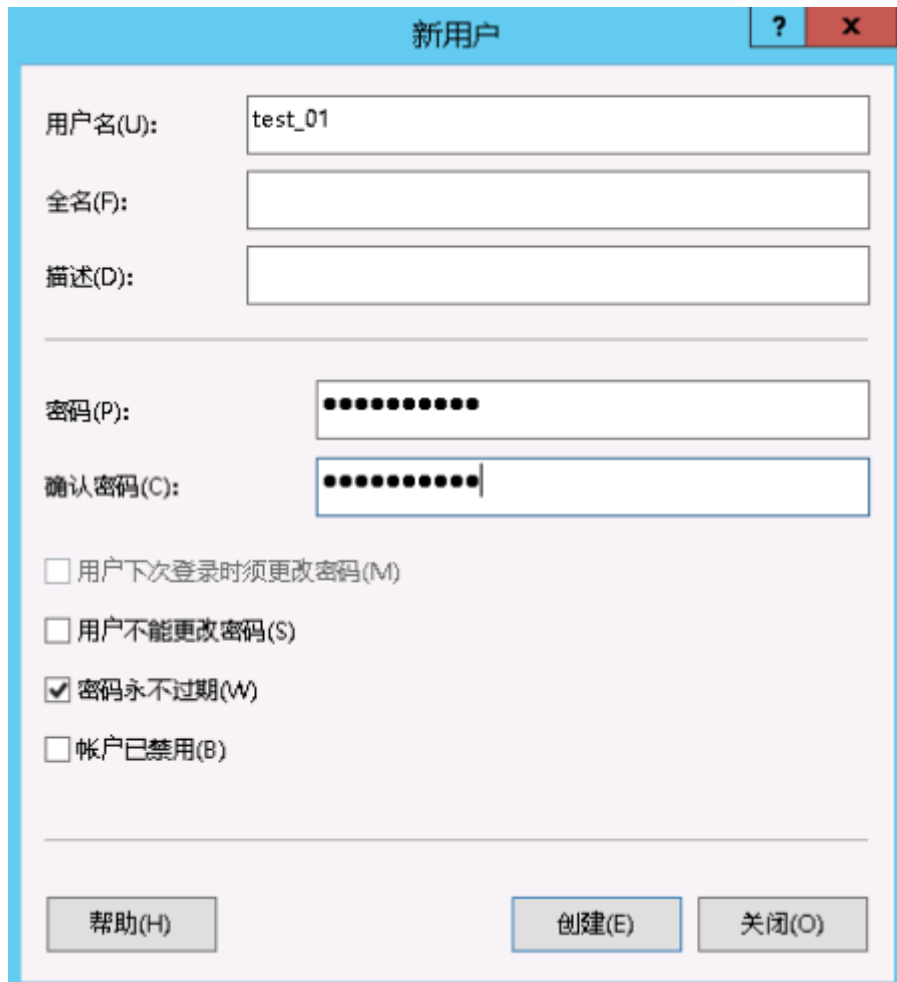 新用户
?
x
用户名(U): test_01
全名(F):
描述(D):
密码(P): ●●●●●●●●●●
确认密码(C): ●●●●●●●●●●
用户下次登录时须更改密码(M)
用户不能更改密码(S)
密码永不过期(W)
帐户已禁用(B)
帮助(H) 创建(E) 关闭(O)